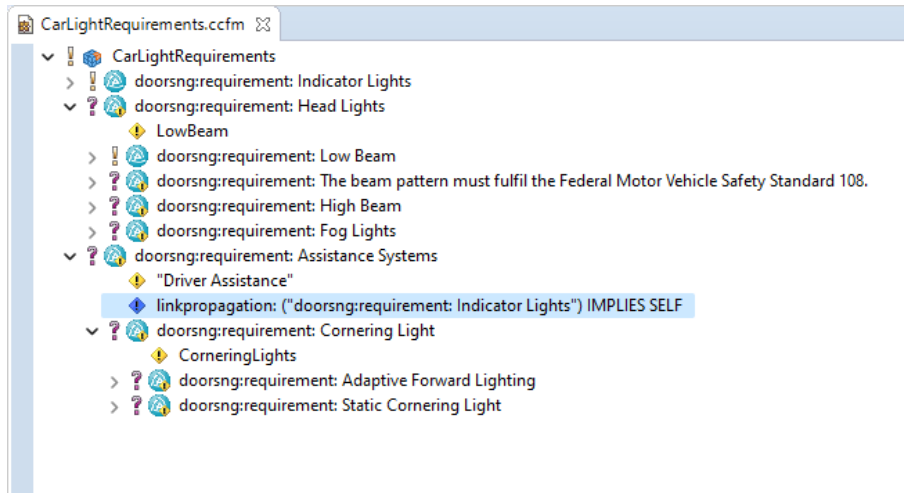 CarLightRequirements.ccfm
CarLightRequirements
doorsng:requirement: Indicator Lights
doorsng:requirement: Head Lights
LowBeam
doorsng:requirement: Low Beam
doorsng:requirement: The beam pattern must fulfil the Federal Motor Vehicle Safety Standard 108.
doorsng:requirement: High Beam
doorsng:requirement: Fog Lights
doorsng:requirement: Assistance Systems
"Driver Assistance"
linkpropagation: ("doorsng:requirement: Indicator Lights") IMPLIES SELF
doorsng:requirement: Cornering Light
CorneringLights
doorsng:requirement: Adaptive Forward Lighting
doorsng:requirement: Static Cornering Light